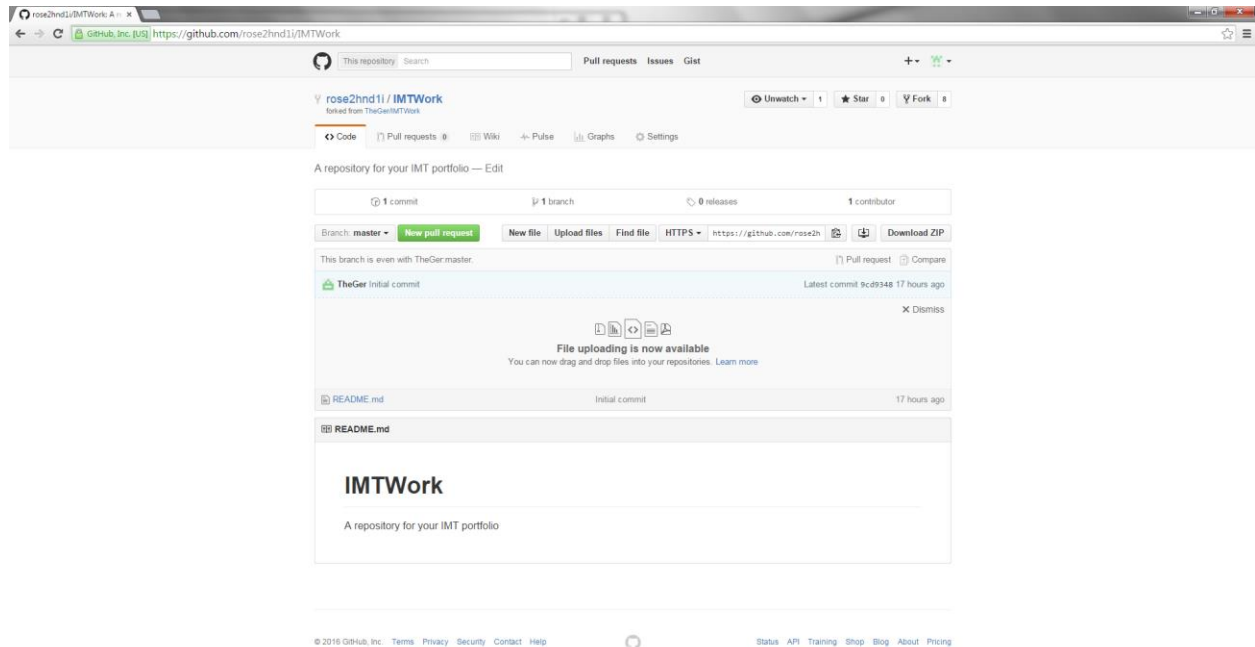 rose2hnd1i/IMTWork: A r
GitHub, Inc. [US] https://github.com/rose2hnd1i/IMTWork
This repository Search Pull requests Issues Gist
rose2hnd1i / IMTWork Unwatch 1 Star 0 Fork 8
forked from TheGer/IMTWork
Code Pull requests 0 Wiki Pulse Graphs Settings
A repository for your IMT portfolio — Edit
1 commit 1 branch 0 releases 1 contributor
Branch: master New pull request New file Upload files Find file HTTPS https://github.com/rose2h Download ZIP
This branch is even with TheGer:master. Pull request Compare
TheGer Initial commit Latest commit 9cd9348 17 hours ago
Dismiss
File uploading is now available
You can now drag and drop files into your repositories. Learn more
README.md Initial commit 17 hours ago
README.md
IMTWork
A repository for your IMT portfolio
© 2016 GitHub, Inc. Terms Privacy Security Contact Help Status API Training Shop Blog About Pricing